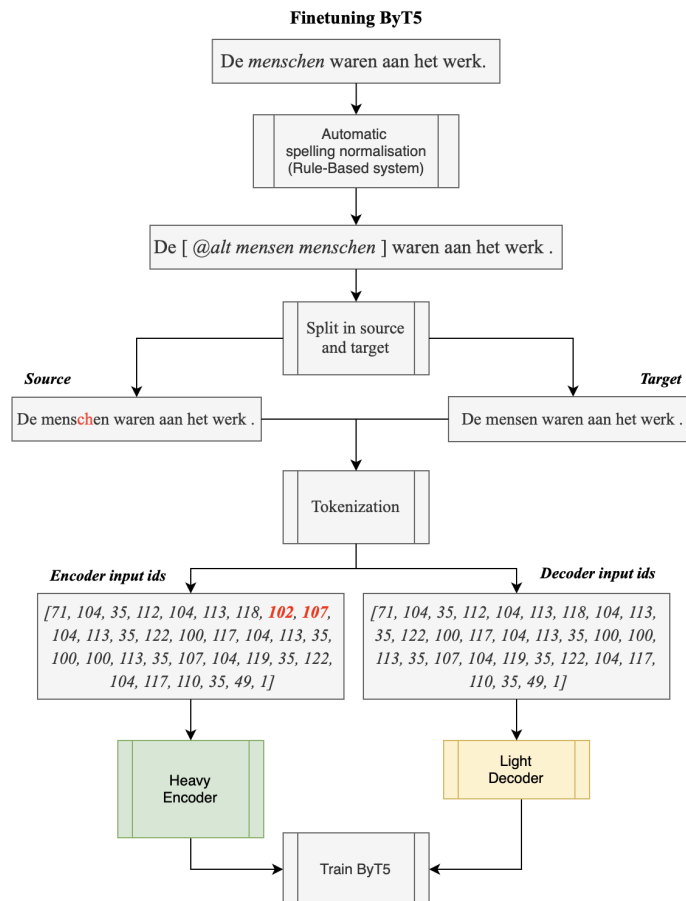 Finetuning ByT5
De menschen waren aan het werk.
Automatic
spelling normalisation
(Rule-Based system)
De [ @alt mensen menschen ] waren aan het werk .
Split in source
and target
Source
Target
De menschen waren aan het werk .
De mensen waren aan het werk .
Tokenization
Encoder input ids
Decoder input ids
[71, 104, 35, 112, 104, 113, 118, 102, 107,
104, 113, 35, 122, 100, 117, 104, 113, 35,
100, 100, 113, 35, 107, 104, 119, 35, 122,
104, 117, 110, 35, 49, 1]
[71, 104, 35, 112, 104, 113, 118, 104, 113,
35, 122, 100, 117, 104, 113, 35, 100, 100,
113, 35, 107, 104, 119, 35, 122, 104, 117,
110, 35, 49, 1]
Heavy
Encoder
Light
Decoder
Train ByT5